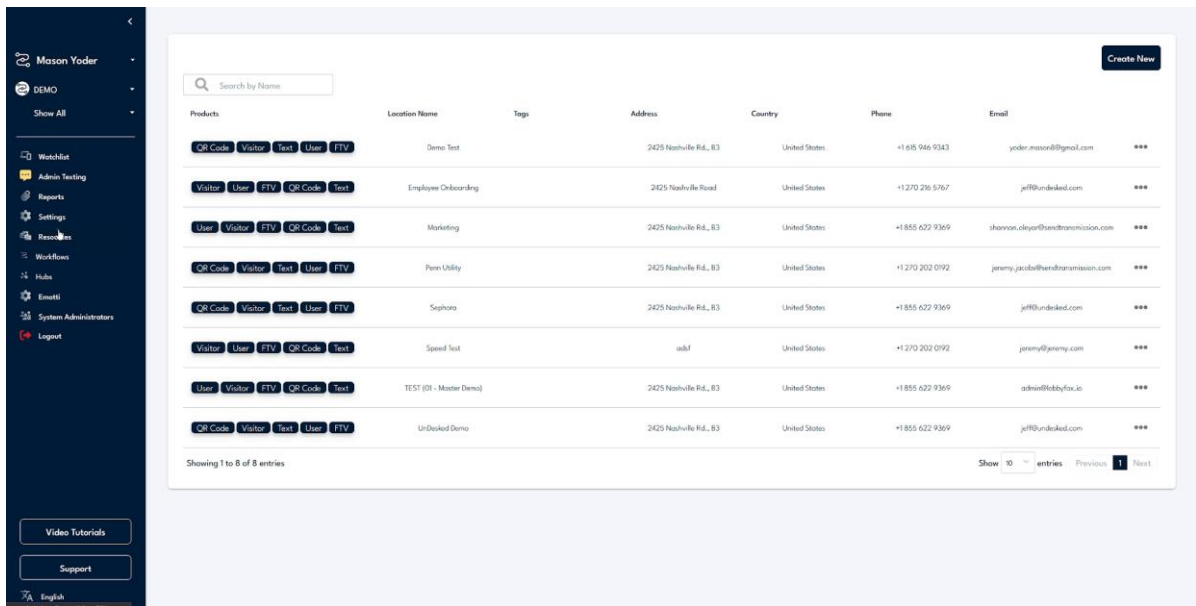 Mason Yoder
DEMO
Show All
Watchlist
Admin Testing
Reports
Settings
Workflows
Hubs
Emotti
System Administrators
Logout
Video Tutorials
Support
English
Create New
Search by Name
Products Location Name Tags Address Country Phone Email
QR Code Visitor Text User FTV Demo Test 2425 Nashville Rd., B3 United States +1 615 946 9343 yoder.mason8@gmail.com
Visitor User FTV QR Code Text Employee Onboarding 2425 Nashville Road United States +1 270 216 5767 jeff@undesked.com
User Visitor FTV QR Code Text Marketing 2425 Nashville Rd., B3 United States +1 855 622 9369 shannon.oleyar@sendtransmission.com
QR Code Visitor Text User FTV Penn Utility 2425 Nashville Rd., B3 United States +1 270 202 0192 jeremy.jacobs@sendtransmission.com
QR Code Visitor Text User FTV Sephora 2425 Nashville Rd., B3 United States +1 855 622 9369 jeff@undesked.com
Visitor User FTV QR Code Text Speed Test adsf United States +1 270 202 0192 jeremy@jeremy.com
User Visitor FTV QR Code Text TEST (01 - Master Demo) 2425 Nashville Rd., B3 United States +1 855 622 9369 admin@lobbyfox.io
QR Code Visitor Text User FTV UnDesked Demo 2425 Nashville Rd., B3 United States +1 855 622 9369 jeff@undesked.com
Showing 1 to 8 of 8 entries Show 10 entries Previous 1 Next